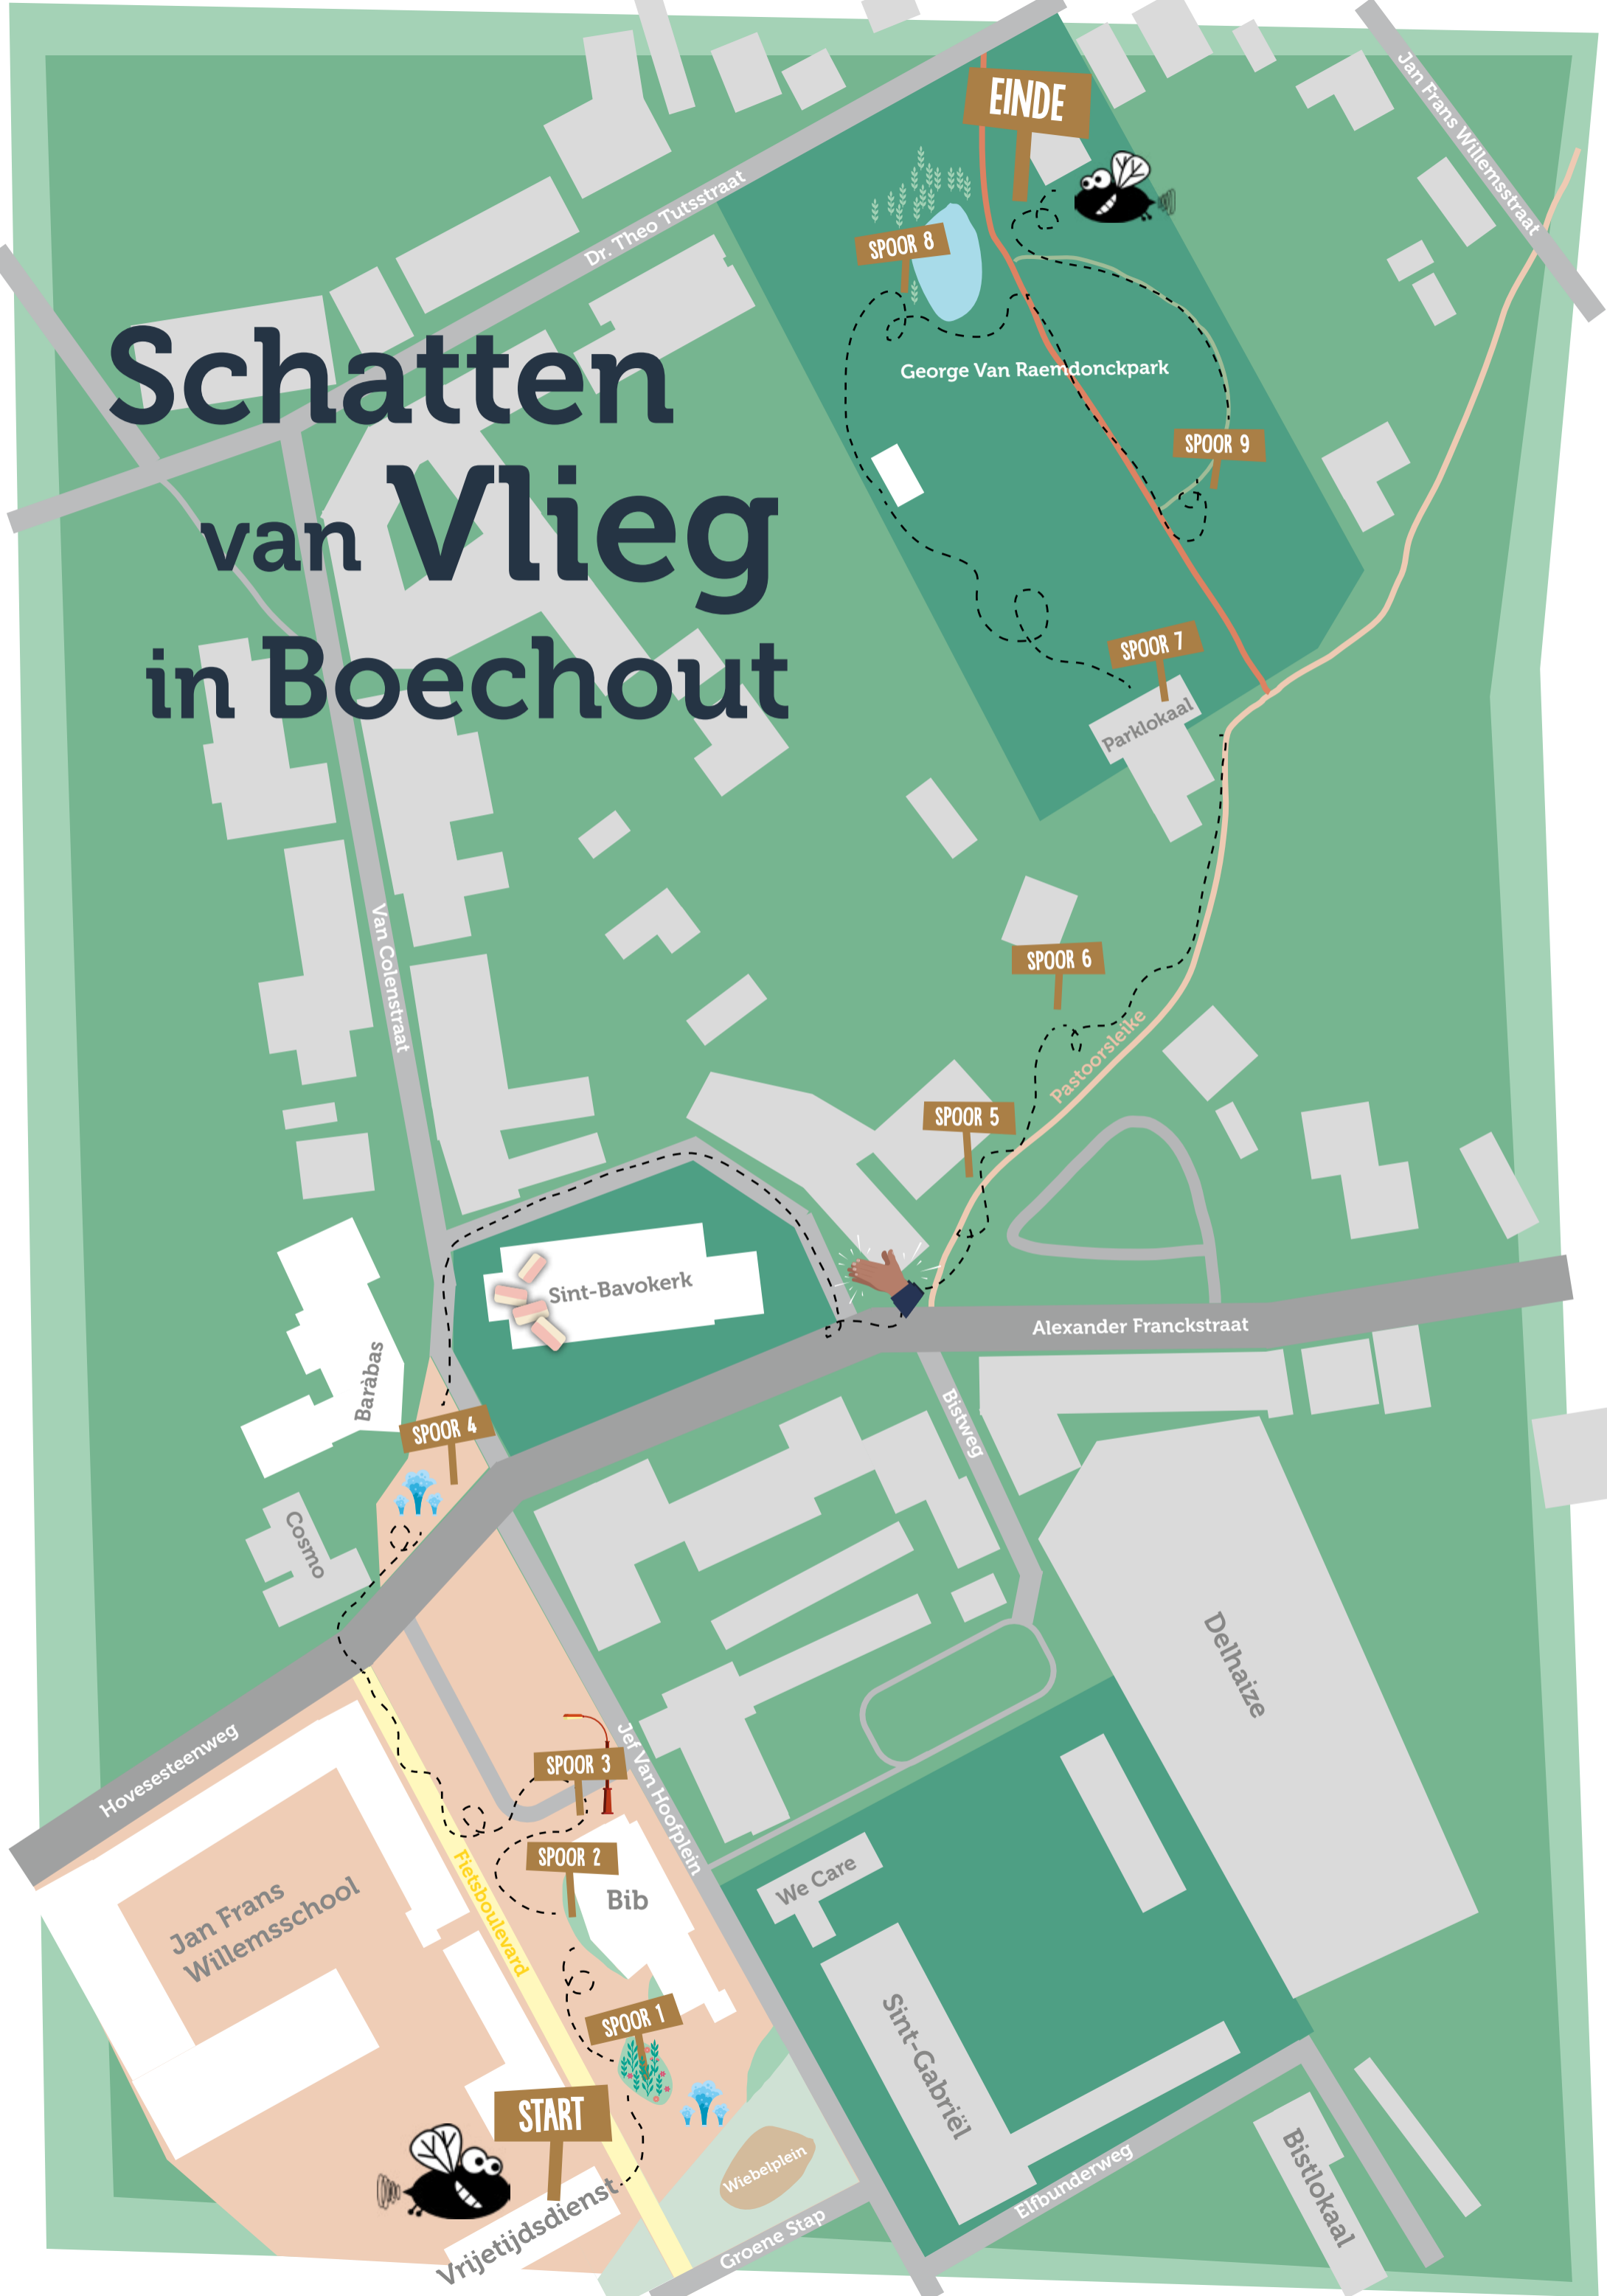 Jan Frans Willemsstraat
EINDE
Dr. Theo Tutsstraat
SPOOR 8
Schatten
van Vlieg
in Boechout
George Van Raemdonckpark
SPOOR 9
SPOOR 7
Parklokaal
Van Colenstraat
SPOOR 6
Pastoorsleike
SPOOR 5
Sint-Bavokerk
Alexander Franckstraat
Baràbas
Bistweg
SPOOR 4
Cosmo
Delhaize
Hovesesteenweg
SPOOR 3
Jef Van Hoofplein
SPOOR 2
Fietsboulevard
Bib
We Care
Jan Frans
Willemsschool
SPOOR 1
Sint-Gabriël
START
Wiebelplein
Vrijetijdsdienst
Groene Stap
Elfbunderweg
Bistlokaal